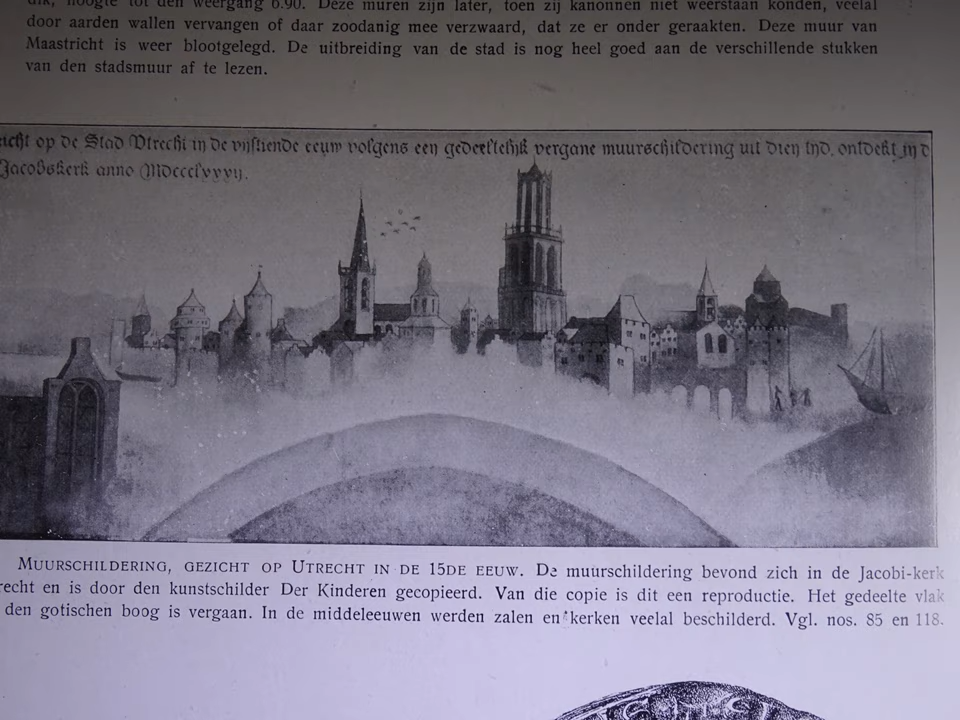 dik, hoogte tot den weergang 6.90. Deze muren zijn later, toen zij kanonnen niet weerstaan konden, veelal
door aarden wallen vervangen of daar zoodanig mee verzwaard, dat ze er onder geraakten. Deze muur van
Maastricht is weer blootgelegd. De uitbreiding van de stad is nog heel goed aan de verschillende stukken
van den stadsmuur af te lezen.
icht op de Stad Utrecht in de vijftiende eeuw volgens een gedeeltelijk vergane muurschildering uit dien tijd, ontdekt in d
Jacobskerk anno
MUURSCHILDERING, GEZICHT OP UTRECHT IN DE 15DE EEUW. De muurschildering bevond zich in de Jacobi-kerk
recht en is door den kunstschilder Der Kinderen gecopieerd. Van die copie is dit een reproductie. Het gedeelte vlak
den gotischen boog is vergaan. In de middeleeuwen werden zalen en kerken veelal beschilderd. Vgl. nos. 85 en 118.